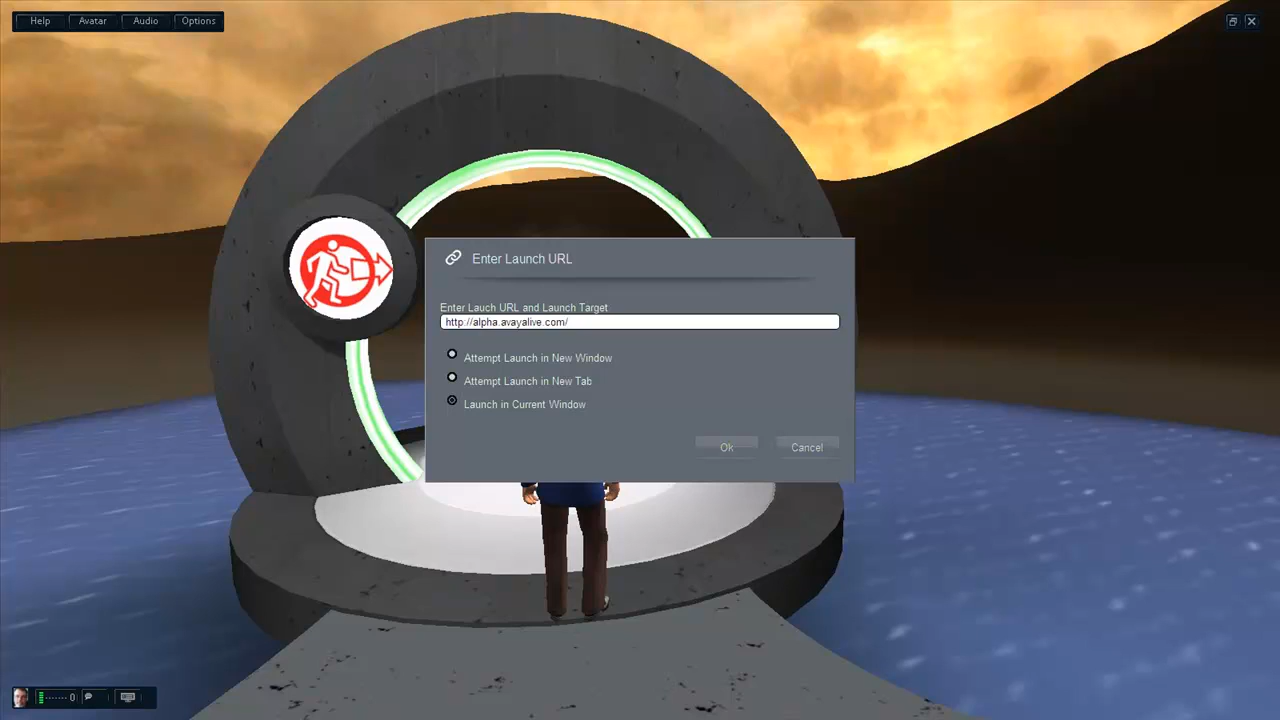 Help Avatar Audio Options
Enter Launch URL
Enter Lauch URL and Launch Target
http://alpha.avayalive.com/
Attempt Launch in New Window
Attempt Launch in New Tab
Launch in Current Window
Ok Cancel
0